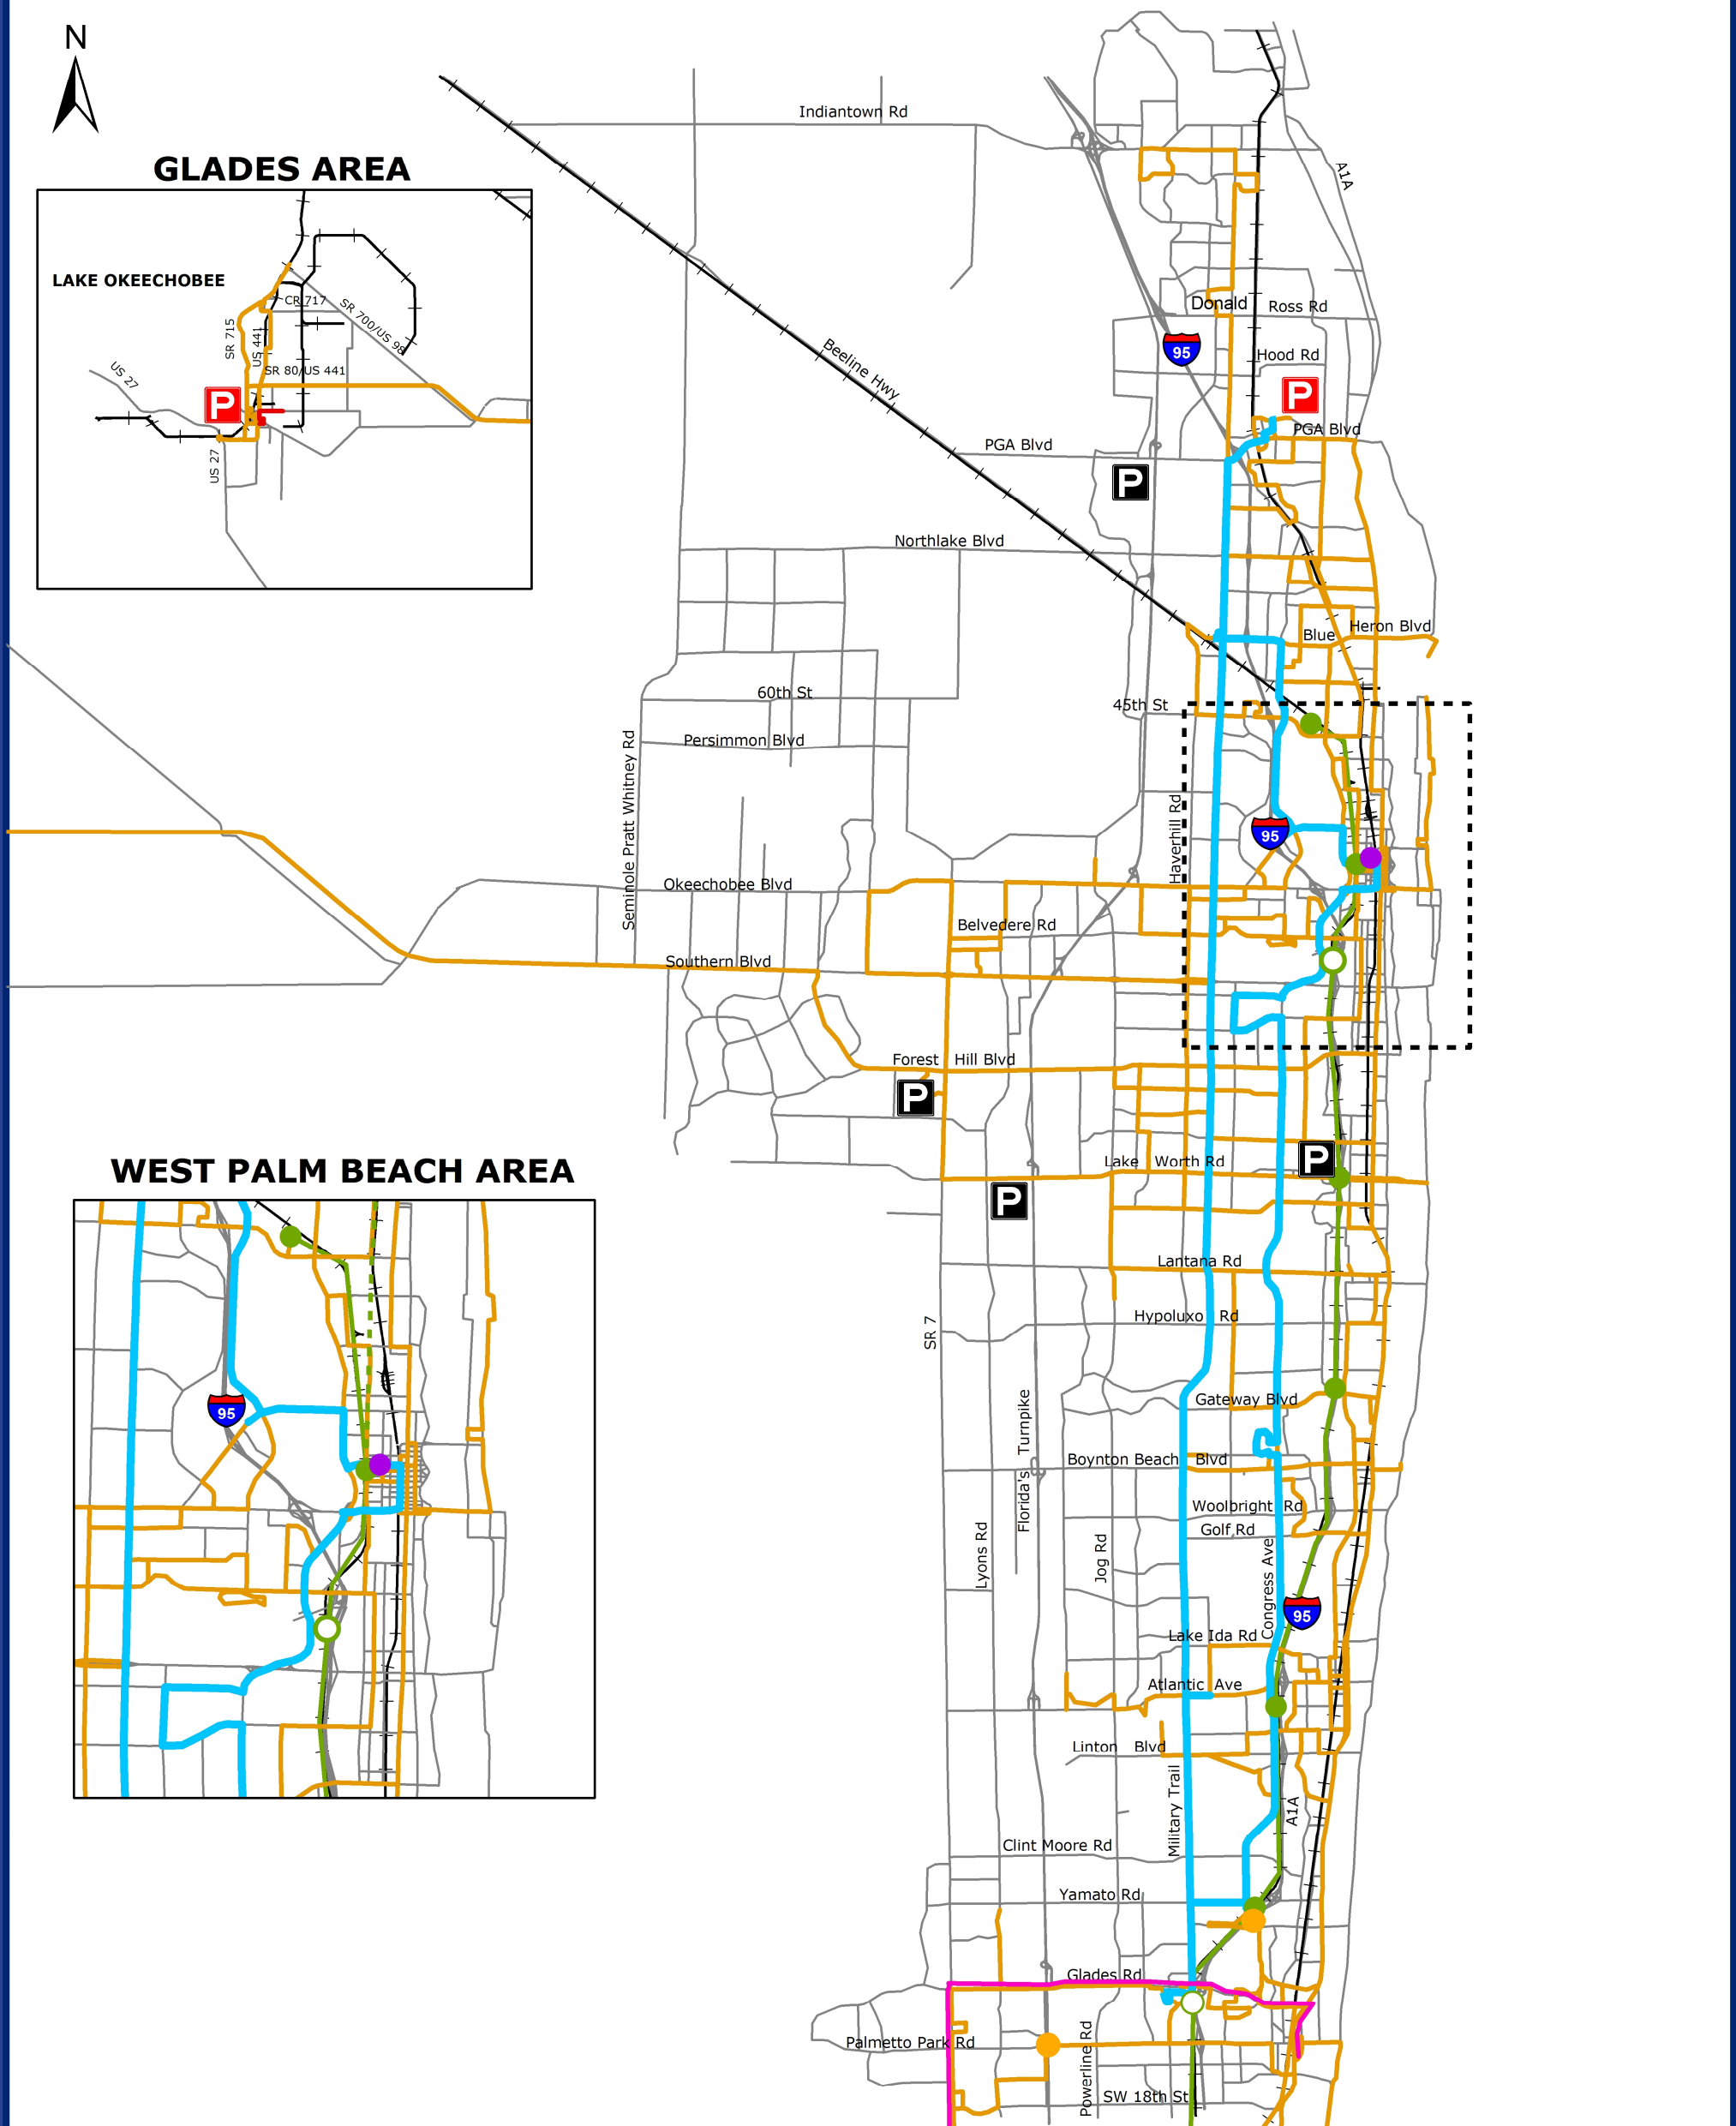 N
Indiantown Rd
A1A
GLADES AREA
LAKE OKEECHOBEE
CR 717
SR 700/US 98
SR 715
US 441
US 27
SR 80/US 441
P
US 27
Donald Ross Rd
95
Hood Rd
P
Beeline Hwy
PGA Blvd
PGA Blvd
P
Northlake Blvd
Blue Heron Blvd
60th St
45th St
Persimmon Blvd
Seminole Pratt Whitney Rd
Haverhill Rd
95
Okeechobee Blvd
Belvedere Rd
Southern Blvd
Forest Hill Blvd
P
P
Lake Worth Rd
P
WEST PALM BEACH AREA
95
Lantana Rd
Hypoluxo Rd
SR 7
Gateway Blvd
Florida's Turnpike
Boynton Beach Blvd
Woolbright Rd
Golf Rd
Lyons Rd
Jog Rd
Congress Ave
95
Lake Ida Rd
Atlantic Ave
Linton Blvd
Military Trail
A1A
Clint Moore Rd
Yamato Rd
Glades Rd
Palmetto Park Rd
Powerline Rd
SW 18th St